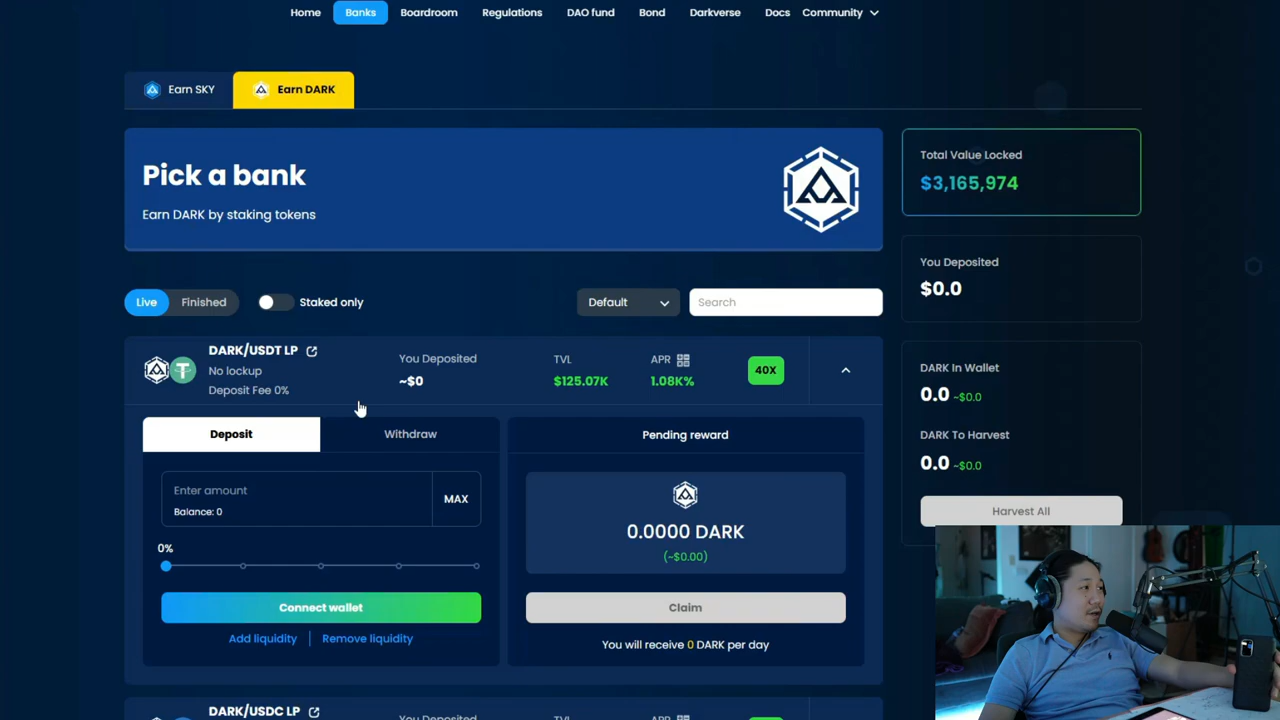 Home
Banks
Boardroom
Regulations
DAO fund
Bond
Darkverse
Docs
Community
Earn SKY
Earn DARK
Pick a bank
Earn DARK by staking tokens
Total Value Locked
$3,165,974
You Deposited
$0.0
Live
Finished
Staked only
Default
Search
DARK/USDT LP
No lockup
Deposit Fee 0%
You Deposited
~$0
TVL
$125.07K
APR
1.08K%
40X
DARK In Wallet
0.0 ~$0.0
DARK To Harvest
0.0 ~$0.0
Harvest All
Deposit
Withdraw
Enter amount
Balance: 0
MAX
0%
Connect wallet
Add liquidity
Remove liquidity
Pending reward
0.0000 DARK
(~$0.00)
Claim
You will receive 0 DARK per day
DARK/USDC LP
You Deposited
TVL
APR